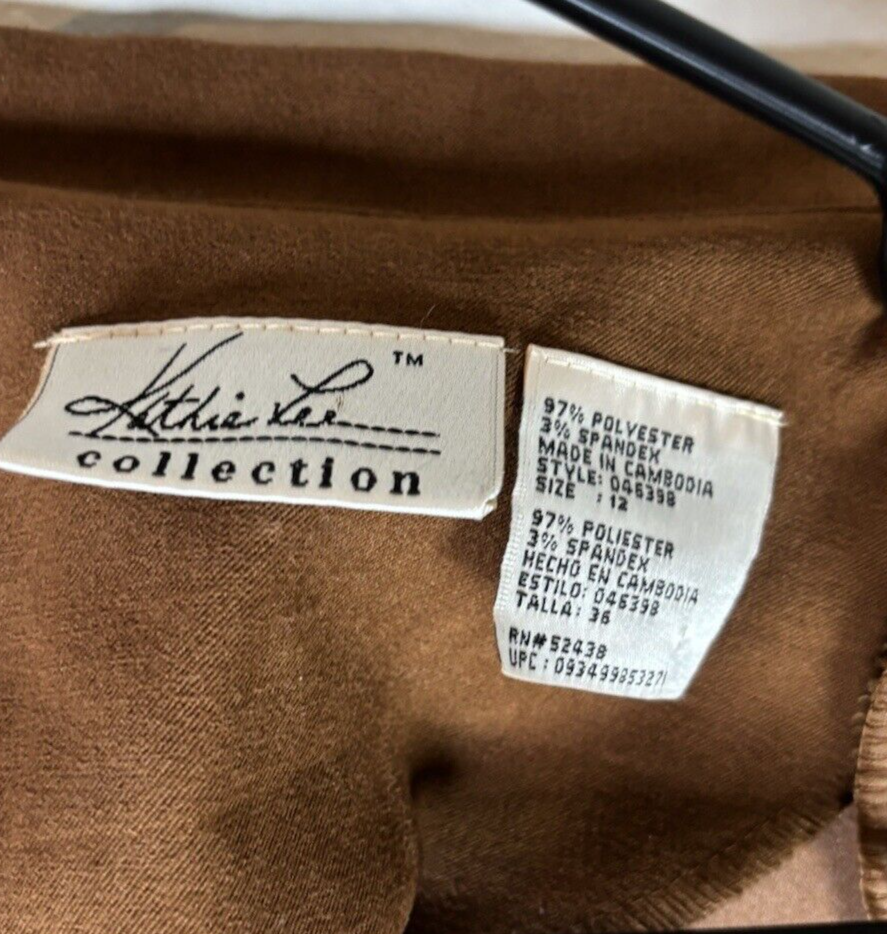 Kathie Lee™
collection
97% POLYESTER
3% SPANDEX
MADE IN CAMBODIA
STYLE: 046398
SIZE : 12
97% POLIESTER
3% SPANDEX
HECHO EN CAMBODIA
ESTILO: 046398
TALLA: 36
RN#52438
UPC : 09349985327